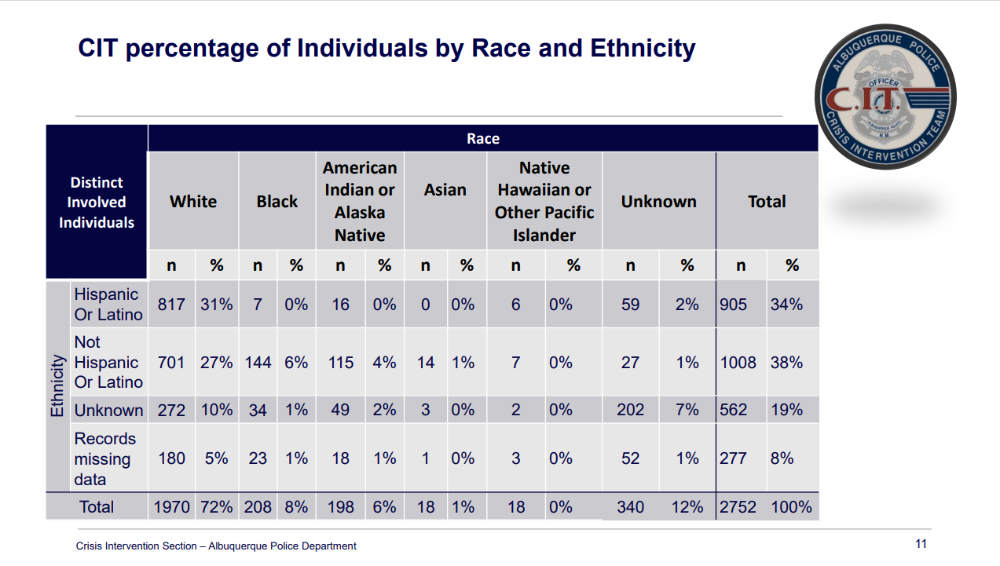 CIT percentage of Individuals by Race and Ethnicity
ALBUQUERQUE POLICE
OFFICER
C.I.T.
ALBUQUERQUE POLICE
N.M.
CRISIS INTERVENTION TEAM
Distinct
Involved
Individuals
Race
White
Black
American
Indian or
Alaska
Native
Asian
Native
Hawaiian or
Other Pacific
Islander
Unknown
Total
n % n % n % n % n % n % n %
Ethnicity
Hispanic
Or Latino
817 31% 7 0% 16 0% 0 0% 6 0% 59 2% 905 34%
Not
Hispanic
Or Latino
701 27% 144 6% 115 4% 14 1% 7 0% 27 1% 1008 38%
Unknown 272 10% 34 1% 49 2% 3 0% 2 0% 202 7% 562 19%
Records
missing
data
180 5% 23 1% 18 1% 1 0% 3 0% 52 1% 277 8%
Total 1970 72% 208 8% 198 6% 18 1% 18 0% 340 12% 2752 100%
Crisis Intervention Section – Albuquerque Police Department
11